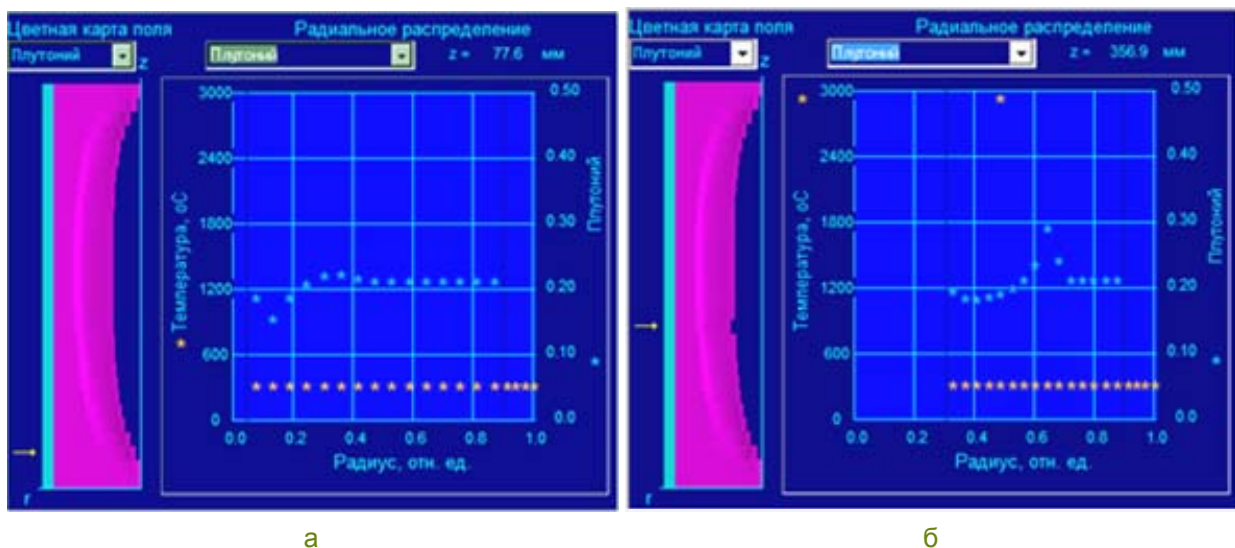 Цветная карта поля
Радиальное распределение
Плутоний
Плутоний
z = 77.6 мм
z
3000
2400
1800
1200
600
0
0.50
0.40
0.30
0.20
0.10
0.0
Температура, оС
Плутоний
0.0 0.2 0.4 0.6 0.8 1.0
Радиус, отн. ед.
r
а
Цветная карта поля
Радиальное распределение
Плутоний
Плутоний
z = 356.9 мм
z
3000
2400
1800
1200
600
0
0.50
0.40
0.30
0.20
0.10
0.0
Температура, оС
Плутоний
0.0 0.2 0.4 0.6 0.8 1.0
Радиус, отн. ед.
r
б